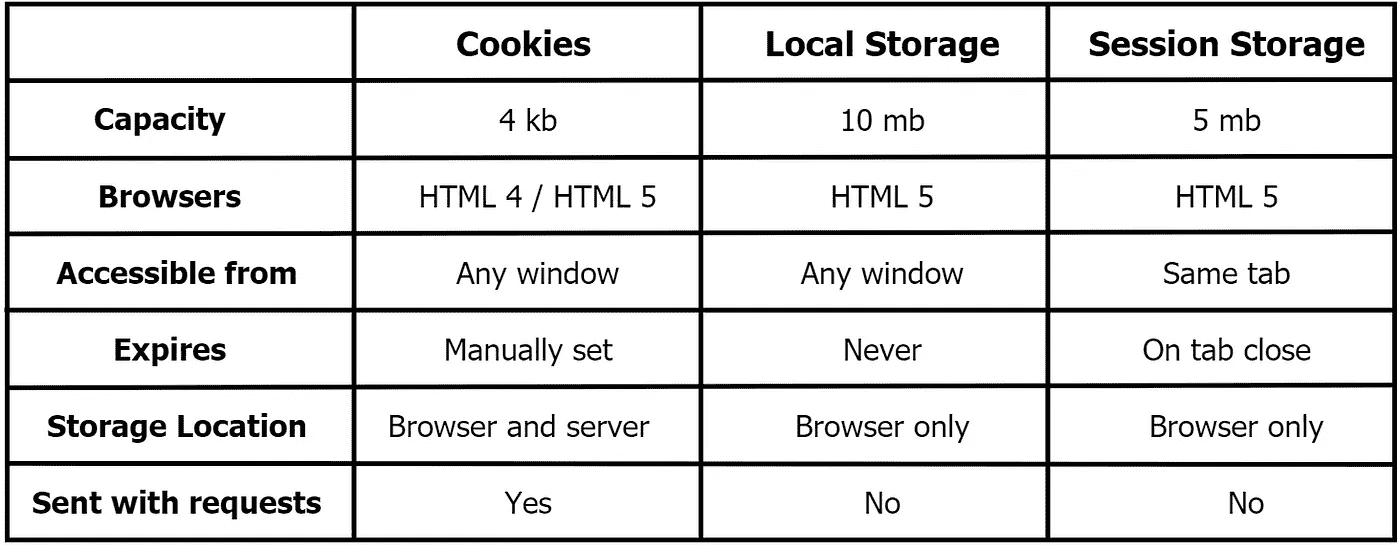 Cookies Local Storage Session Storage
Capacity 4 kb 10 mb 5 mb
Browsers HTML 4 / HTML 5 HTML 5 HTML 5
Accessible from Any window Any window Same tab
Expires Manually set Never On tab close
Storage Location Browser and server Browser only Browser only
Sent with requests Yes No No